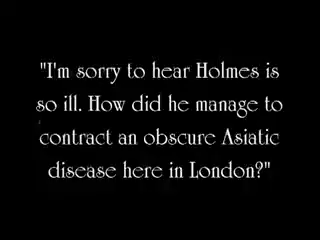 "I'm sorry to hear Holmes is
so ill. How did he manage to
contract an obscure Asiatic
disease here in London?"